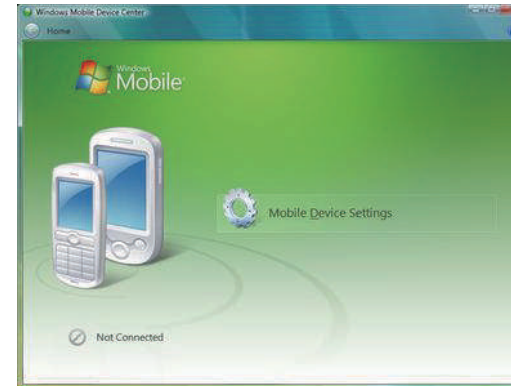 Windows Mobile Device Center
Home
Windows
Mobile
Mobile Device Settings
Not Connected